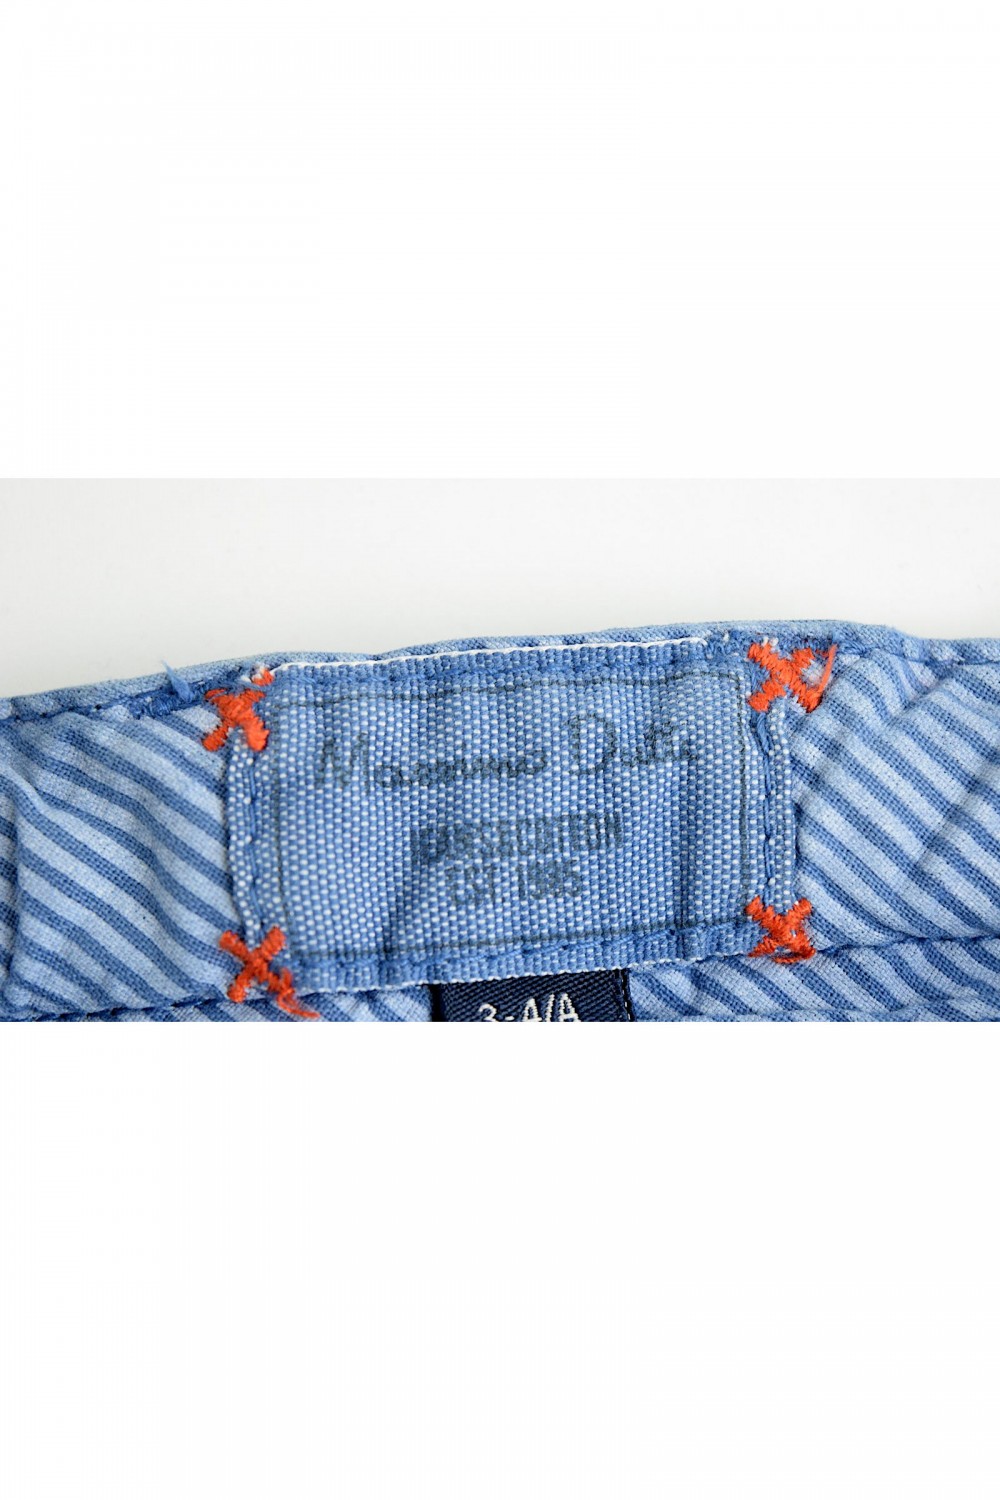 Massimo Dutti
EST 1985
3-4/A